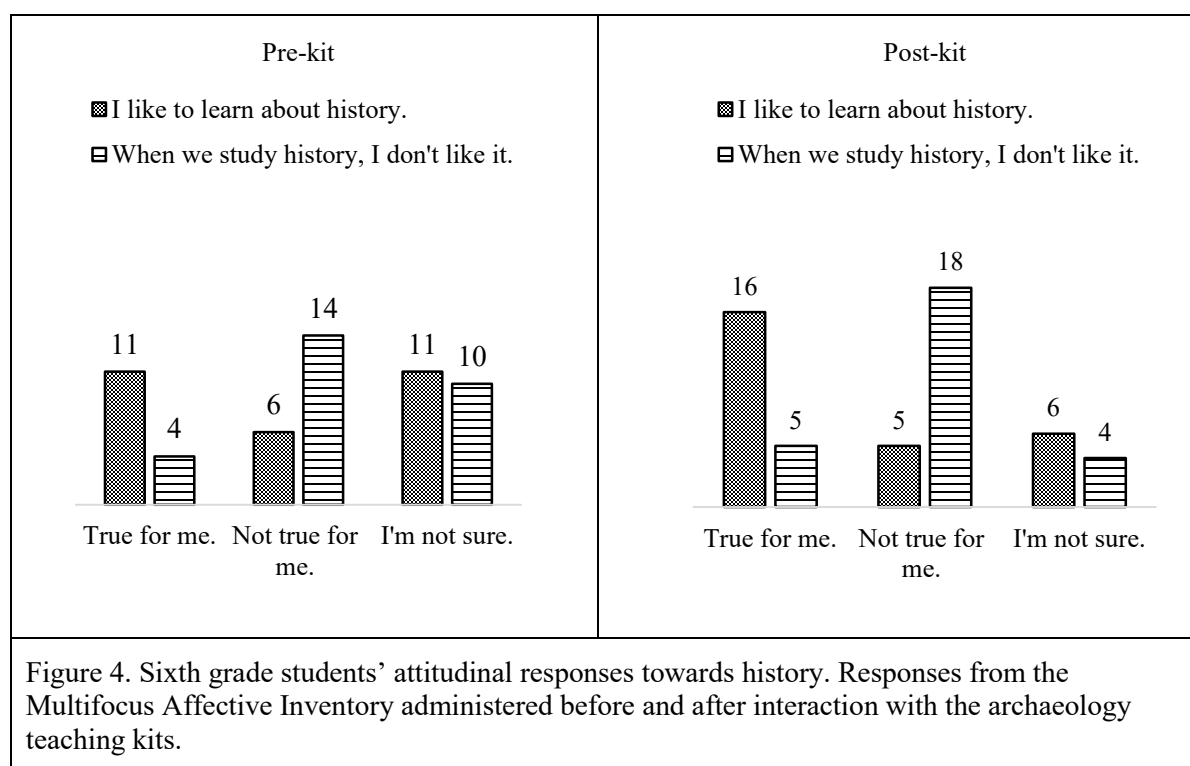 Pre-kit
I like to learn about history.
When we study history, I don't like it.
11
4
6
14
11
10
True for me.
Not true for
me.
I'm not sure.
Post-kit
I like to learn about history.
When we study history, I don't like it.
16
5
5
18
6
4
True for me.
Not true for
me.
I'm not sure.
Figure 4. Sixth grade students’ attitudinal responses towards history. Responses from the
Multifocus Affective Inventory administered before and after interaction with the archaeology
teaching kits.